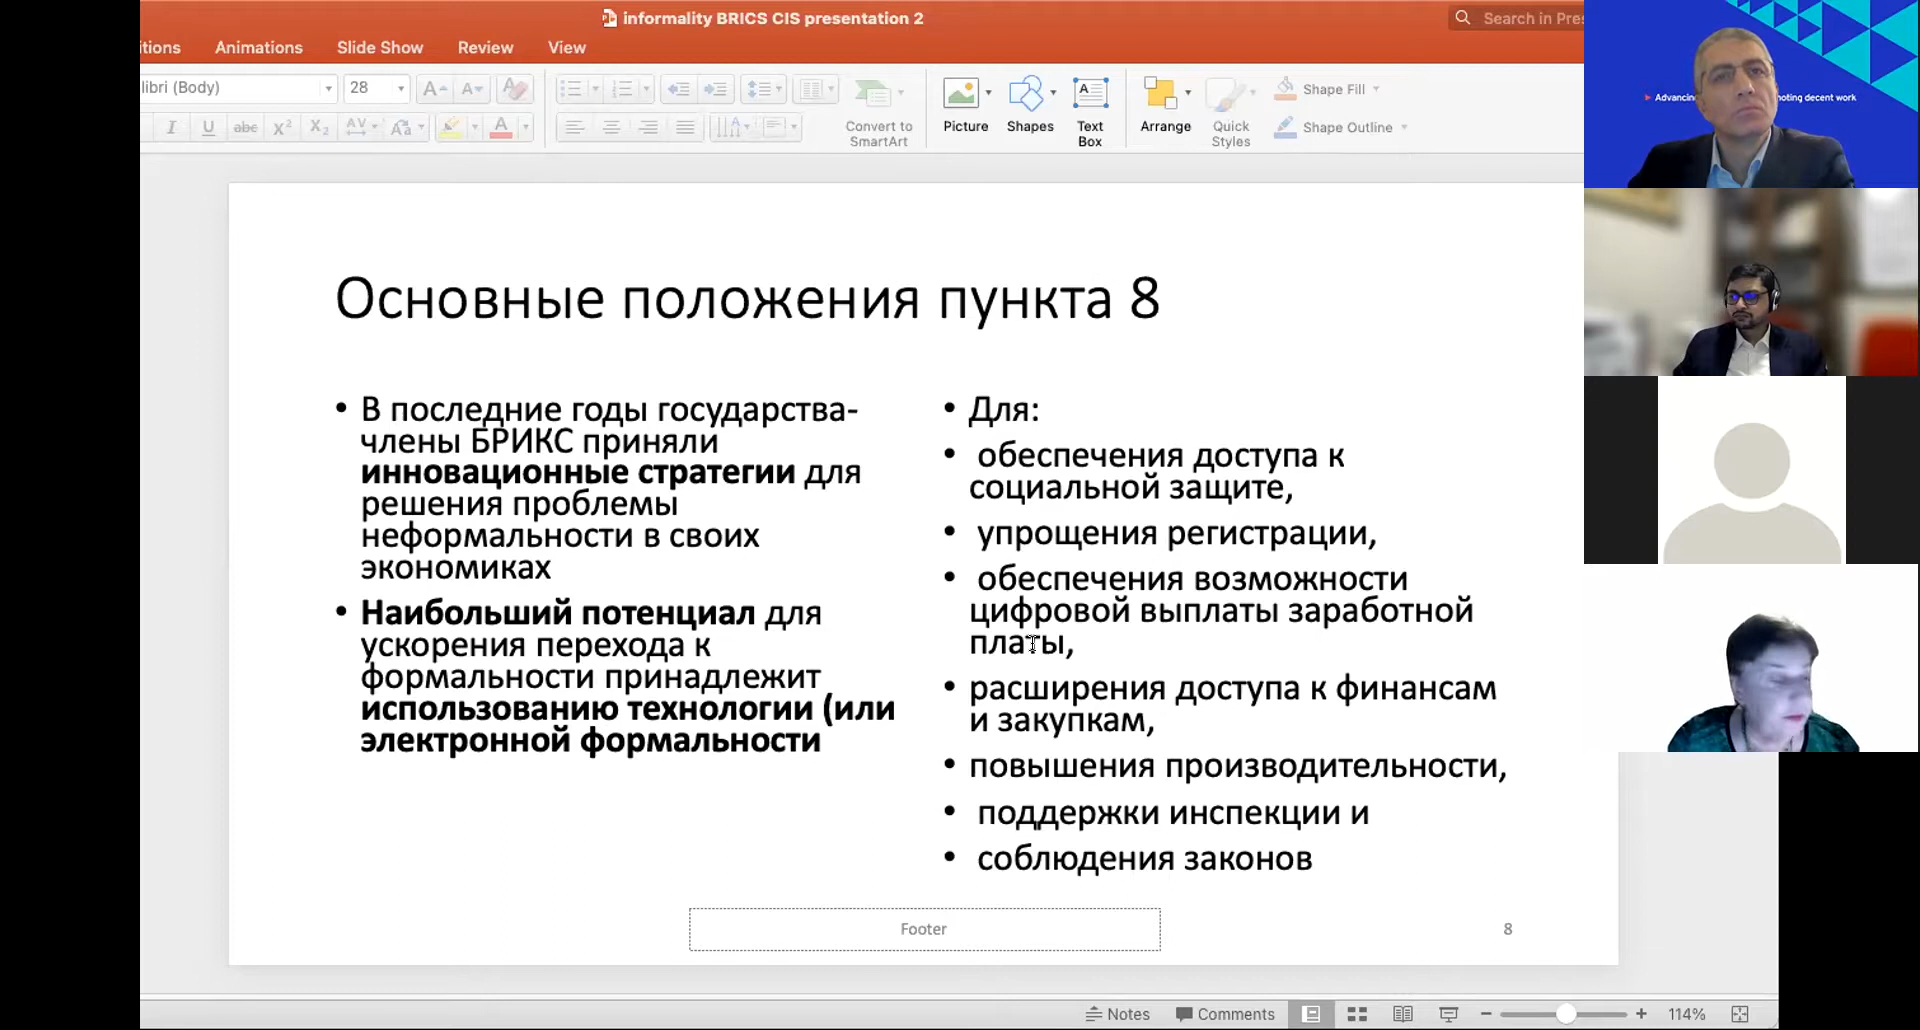 informality BRICS CIS presentation 2
Search in Pres
itions Animations Slide Show Review View
libri (Body) 28
Convert to SmartArt
Picture
Shapes
Text Box
Arrange
Quick Styles
Shape Fill
Shape Outline
Advancin oting decent work
Основные положения пункта 8
• В последние годы государства-
члены БРИКС приняли
инновационные стратегии для
решения проблемы
неформальности в своих
экономиках
• Наибольший потенциал для
ускорения перехода к
формальности принадлежит
использованию технологии (или
электронной формальности
• Для:
• обеспечения доступа к
социальной защите,
• упрощения регистрации,
• обеспечения возможности
цифровой выплаты заработной
платы,
• расширения доступа к финансам
и закупкам,
• повышения производительности,
• поддержки инспекции и
• соблюдения законов
Footer
8
Notes Comments 114%